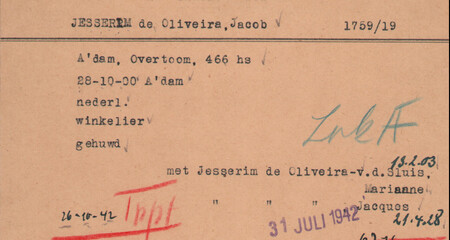 JESSERIM de Oliveira, Jacob 1759/19
A'dam, Overtoom, 466 hs
28-10-00 A'dam
nederl.
winkelier
gehuwd
13.2.03
met Jesserim de Oliveira-v.d.Sluis,
Marianne
" " " Jacques
26-10-42 31 JULI 1942 21.4.28